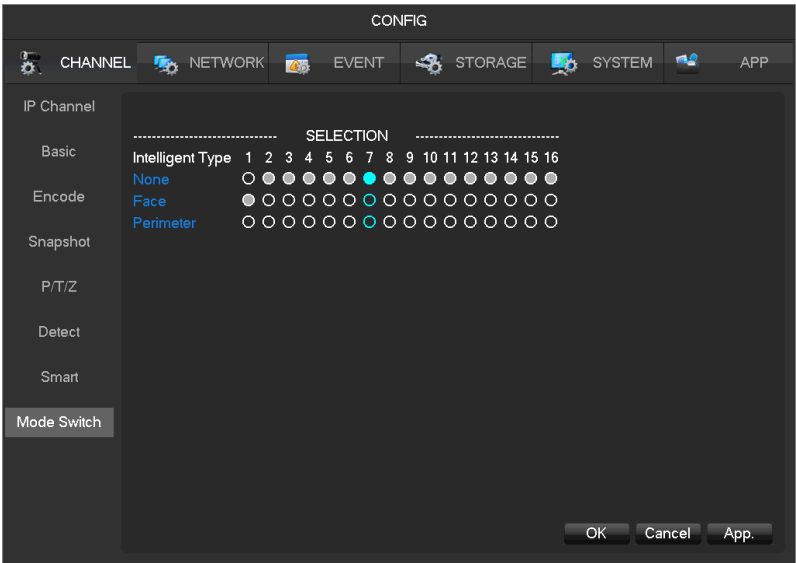 CONFIG
CHANNEL NETWORK EVENT STORAGE SYSTEM APP
IP Channel
Basic
Encode
Snapshot
P/T/Z
Detect
Smart
Mode Switch
------------------------------- SELECTION -------------------------------
Intelligent Type 1 2 3 4 5 6 7 8 9 10 11 12 13 14 15 16
None
Face
Perimeter
OK Cancel App.